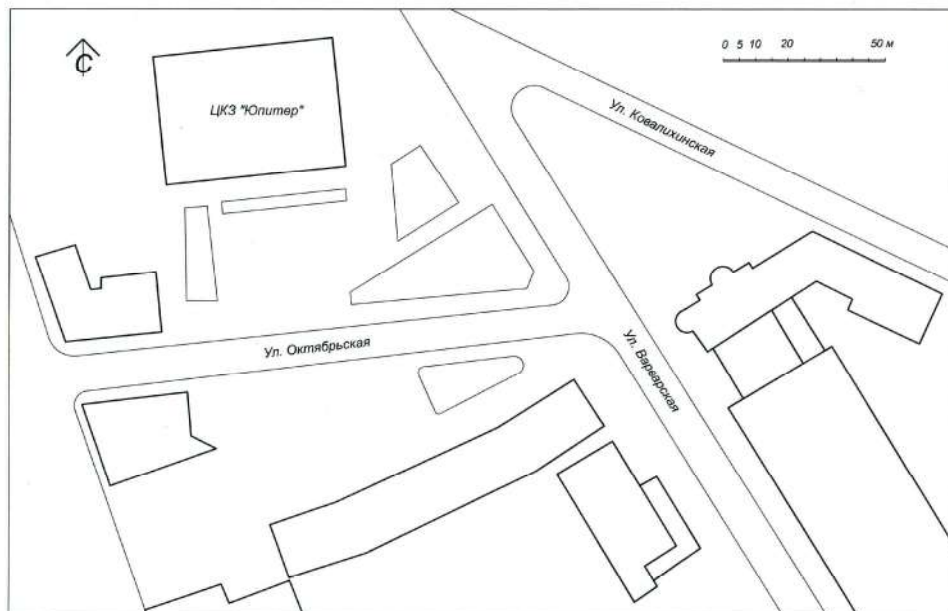 С
0 5 10 20 50 м
ЦКЗ "Юпитер"
Ул. Ковалихинская
Ул. Октябрьская
Ул. Варварская